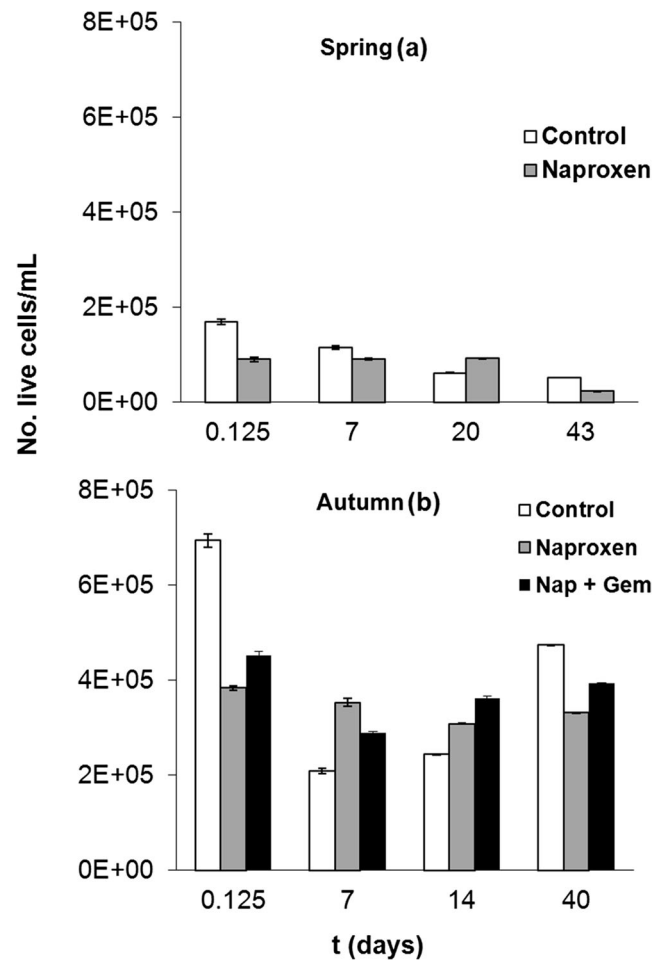 No. live cells/mL
Spring (a)
8E+05
6E+05
4E+05
2E+05
0E+00
Control
Naproxen
0.125 7 20 43
Autumn (b)
8E+05
6E+05
4E+05
2E+05
0E+00
Control
Naproxen
Nap + Gem
0.125 7 14 40
t (days)